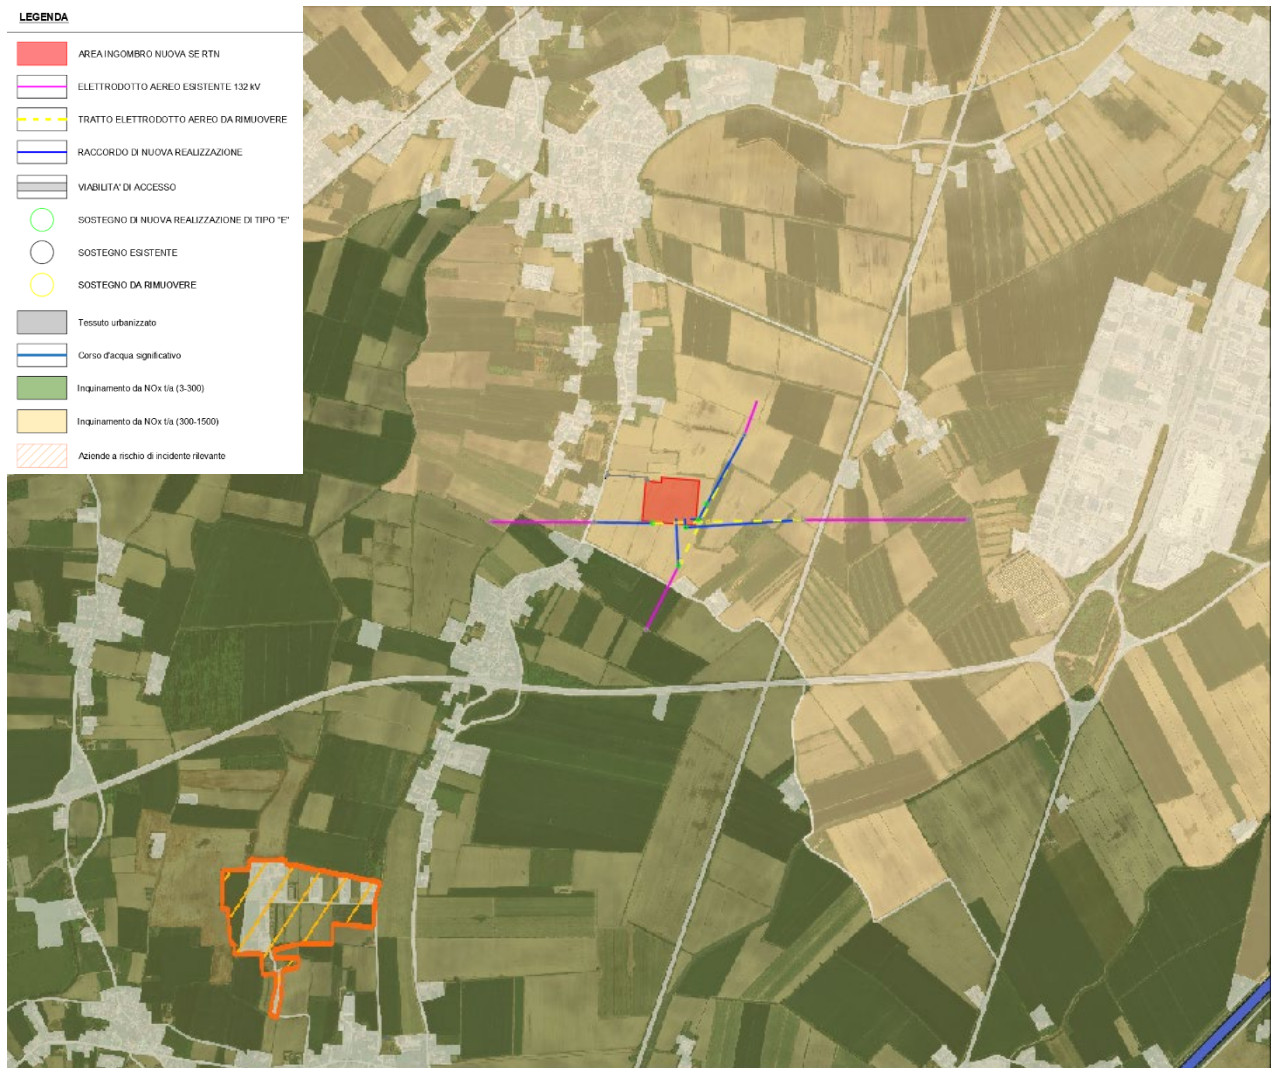 LEGENDA
AREA INGOMBRO NUOVA SE RTN
ELETTRODOTTO AEREO ESISTENTE 132 kV
TRATTO ELETTRODOTTO AEREO DA RIMUOVERE
RACCORDO DI NUOVA REALIZZAZIONE
VIABILITA' DI ACCESSO
SOSTEGNO DI NUOVA REALIZZAZIONE DI TIPO "E"
SOSTEGNO ESISTENTE
SOSTEGNO DA RIMUOVERE
Tessuto urbanizzato
Corso d'acqua significativo
Inquinamento da NOx t/a (3-300)
Inquinamento da NOx t/a (300-1500)
Aziende a rischio di incidente rilevante